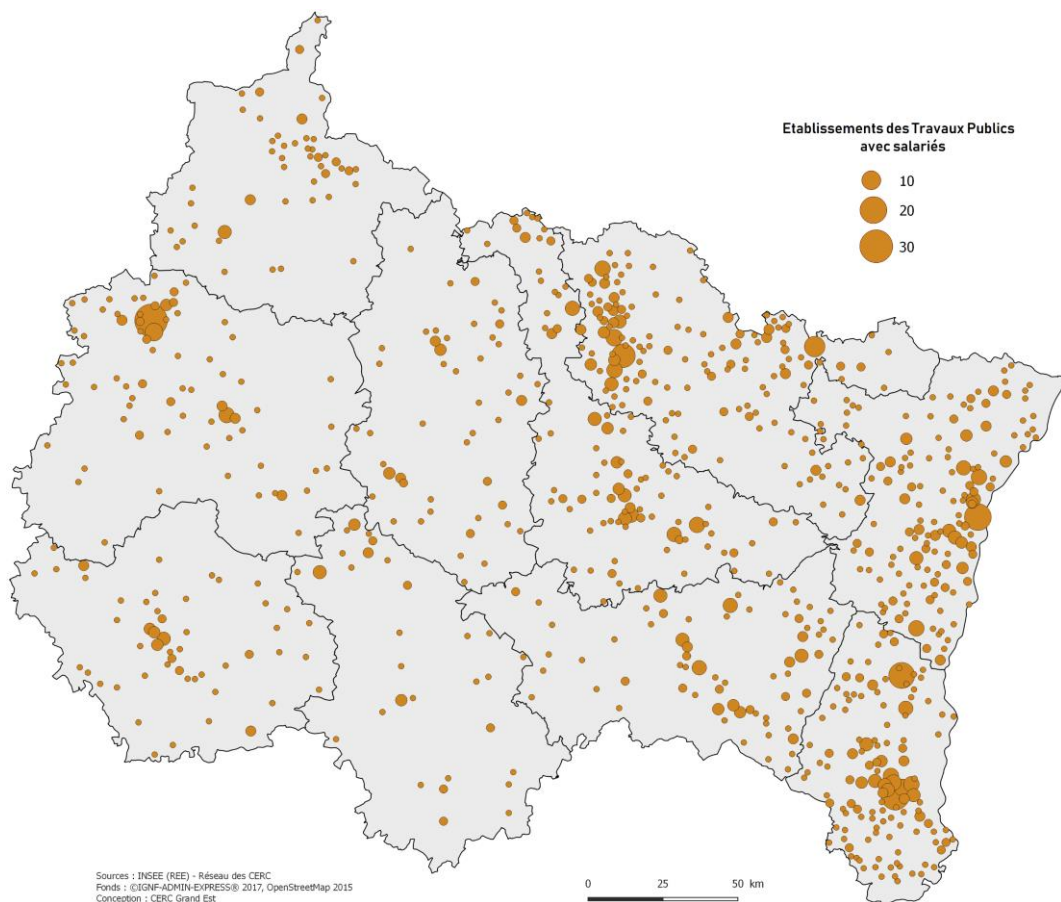 Etablissements des Travaux Publics
avec salariés
10
20
30
Sources : INSEE (REE) - Réseau des CERC
Fonds : ©IGNF-ADMIN-EXPRESS® 2017, OpenStreetMap 2015
Conception : CERC Grand Est
0 25 50 km